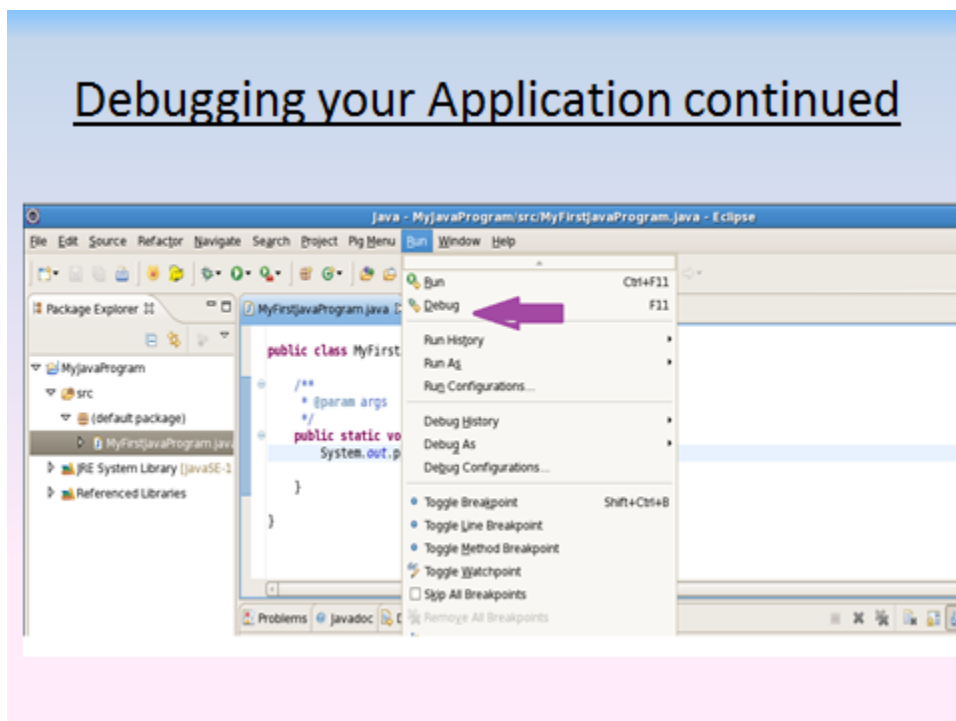 Debugging your Application continued
Java - MyJavaProgram/src/MyFirstJavaProgram.java - Eclipse
File Edit Source Refactor Navigate Search Project Pig Menu Run Window Help
Package Explorer
MyFirstJavaProgram.java
MyJavaProgram
src
(default package)
MyFirstJavaProgram.java
JRE System Library [JavaSE-1
Referenced Libraries
public class MyFirst
/**
* @param args
*/
public static vo
System.out.p
}
}
Run Ctrl+F11
Debug F11
Run History
Run As
Run Configurations...
Debug History
Debug As
Debug Configurations...
Toggle Breakpoint Shift+Ctrl+B
Toggle Line Breakpoint
Toggle Method Breakpoint
Toggle Watchpoint
Skip All Breakpoints
Remove All Breakpoints
Problems @ Javadoc